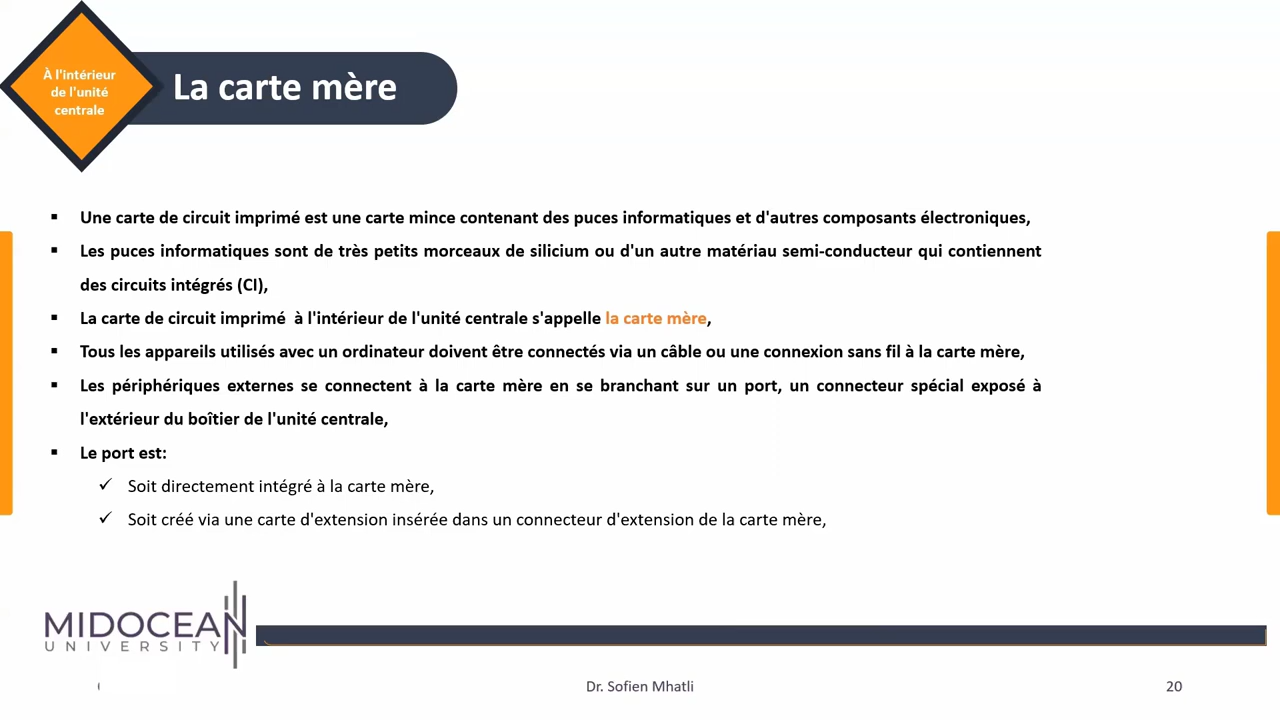 À l'intérieur
de l'unité
centrale
La carte mère
▪ Une carte de circuit imprimé est une carte mince contenant des puces informatiques et d'autres composants électroniques,
▪ Les puces informatiques sont de très petits morceaux de silicium ou d'un autre matériau semi-conducteur qui contiennent
des circuits intégrés (CI),
▪ La carte de circuit imprimé  à l'intérieur de l'unité centrale s'appelle la carte mère,
▪ Tous les appareils utilisés avec un ordinateur doivent être connectés via un câble ou une connexion sans fil à la carte mère,
▪ Les périphériques externes se connectent à la carte mère en se branchant sur un port, un connecteur spécial exposé à
l'extérieur du boîtier de l'unité centrale,
▪ Le port est:
✓ Soit directement intégré à la carte mère,
✓ Soit créé via une carte d'extension insérée dans un connecteur d'extension de la carte mère,
MIDOCEAN
UNIVERSITY
Dr. Sofien Mhatli
20